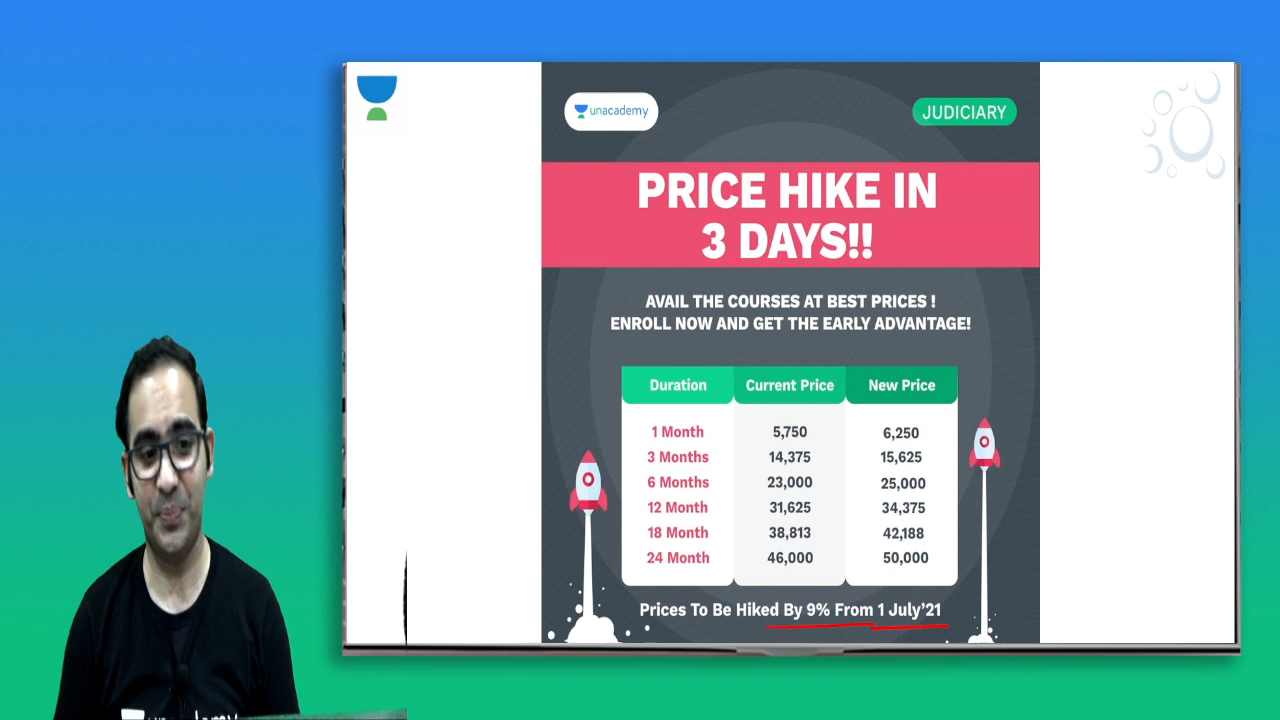 unacademy
JUDICIARY
PRICE HIKE IN
3 DAYS!!
AVAIL THE COURSES AT BEST PRICES !
ENROLL NOW AND GET THE EARLY ADVANTAGE!
Duration Current Price New Price
1 Month 5,750 6,250
3 Months 14,375 15,625
6 Months 23,000 25,000
12 Month 31,625 34,375
18 Month 38,813 42,188
24 Month 46,000 50,000
Prices To Be Hiked By 9% From 1 July'21